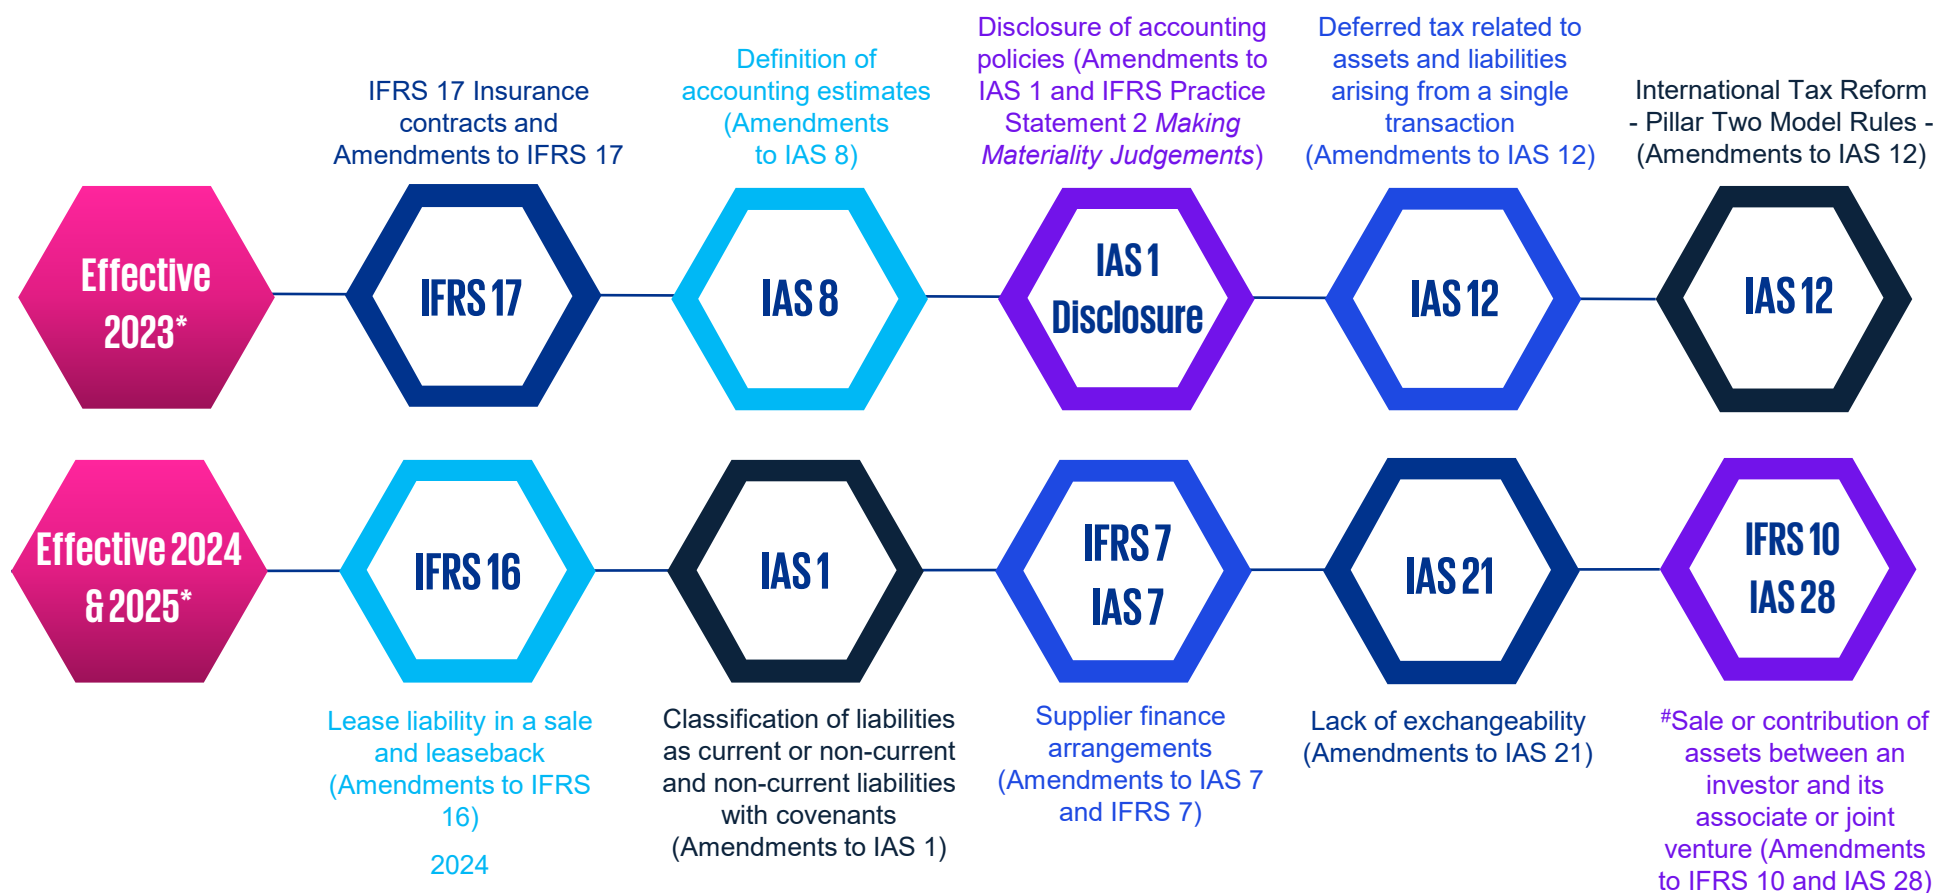 IFRS 17 Insurance
contracts and
Amendments to IFRS 17
Definition of
accounting estimates
(Amendments
to IAS 8)
Disclosure of accounting
policies (Amendments to
IAS 1 and IFRS Practice
Statement 2 Making
Materiality Judgements)
Deferred tax related to
assets and liabilities
arising from a single
transaction
(Amendments to IAS 12)
International Tax Reform
- Pillar Two Model Rules -
(Amendments to IAS 12)
Effective
2023*
IFRS 17
IAS 8
IAS 1
Disclosure
IAS 12
IAS 12
Effective 2024
& 2025*
IFRS 16
IAS 1
IFRS 7
IAS 7
IAS 21
IFRS 10
IAS 28
Lease liability in a sale
and leaseback
(Amendments to IFRS
16)
2024
Classification of liabilities
as current or non-current
and non-current liabilities
with covenants
(Amendments to IAS 1)
Supplier finance
arrangements
(Amendments to IAS 7
and IFRS 7)
Lack of exchangeability
(Amendments to IAS 21)
#Sale or contribution of
assets between an
investor and its
associate or joint
venture (Amendments
to IFRS 10 and IAS 28)